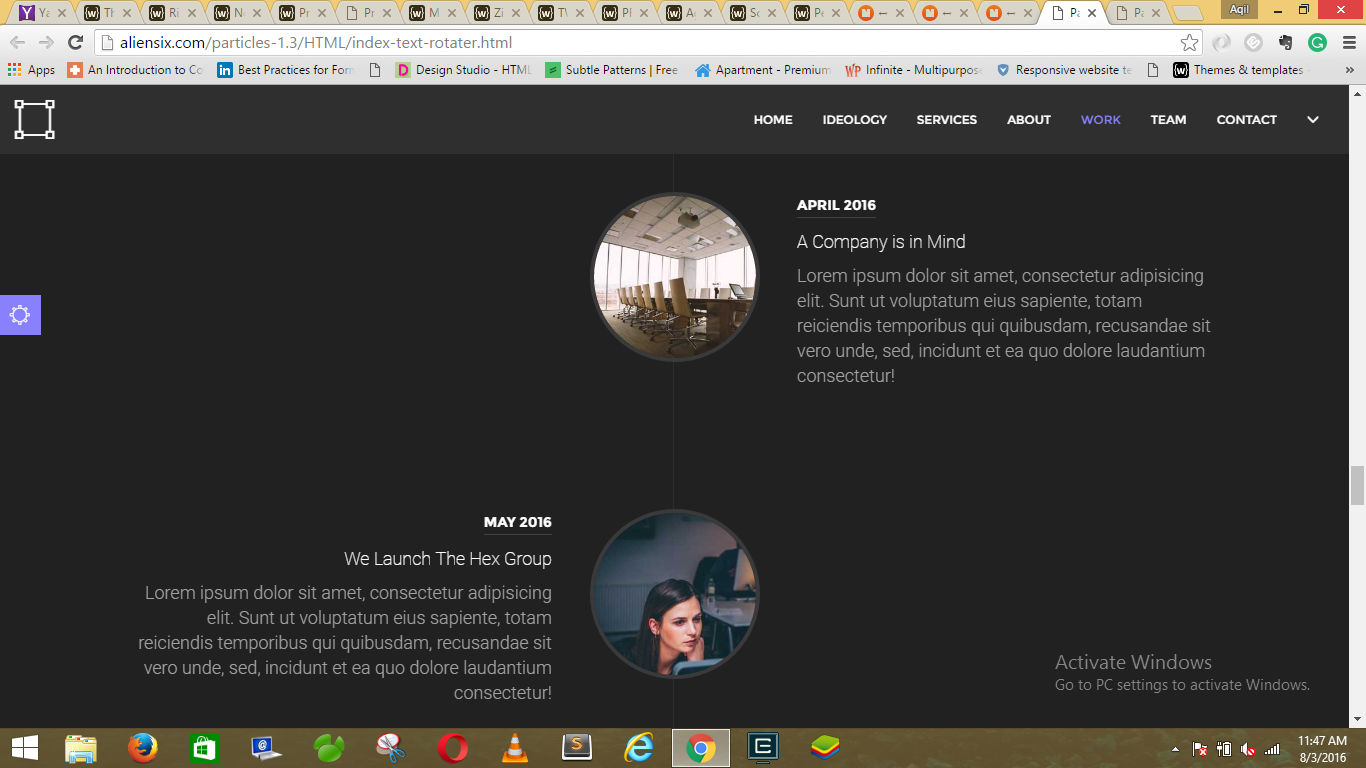 Ya
Th
Ri
Ne
Pr
Pr
M
Zi
TV
Pl
A
Sc
Pe
Pa
Pa
Aqil
aliensix.com/particles-1.3/HTML/index-text-rotater.html
Apps
An Introduction to Co
Best Practices for For
Design Studio - HTML
Subtle Patterns | Free
Apartment - Premium
Infinite - Multipurpos
Responsive website te
Themes & templates
HOME IDEOLOGY SERVICES ABOUT WORK TEAM CONTACT
APRIL 2016
A Company is in Mind
Lorem ipsum dolor sit amet, consectetur adipisicing
elit. Sunt ut voluptatum eius sapiente, totam
reiciendis temporibus qui quibusdam, recusandae sit
vero unde, sed, incidunt et ea quo dolore laudantium
consectetur!
MAY 2016
We Launch The Hex Group
Lorem ipsum dolor sit amet, consectetur adipisicing
elit. Sunt ut voluptatum eius sapiente, totam
reiciendis temporibus qui quibusdam, recusandae sit
vero unde, sed, incidunt et ea quo dolore laudantium
consectetur!
Activate Windows
Go to PC settings to activate Windows.
11:47 AM
8/3/2016